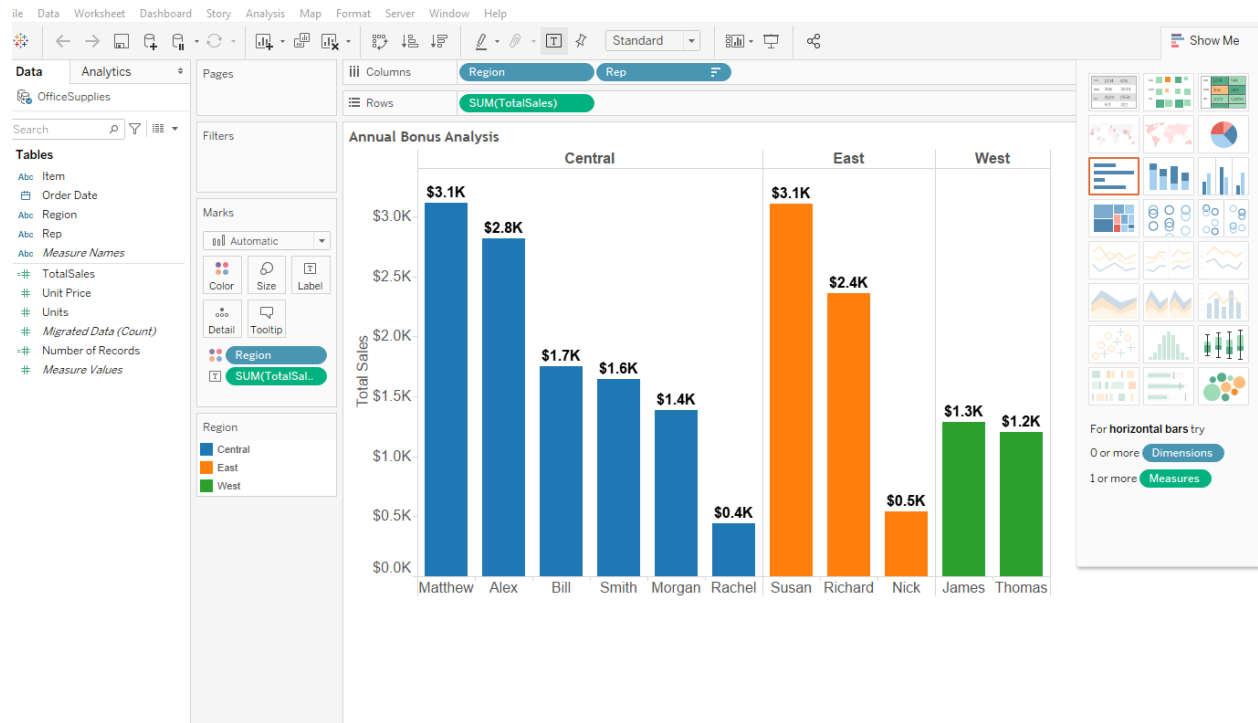 ile Data Worksheet Dashboard Story Analysis Map Format Server Window Help
Standard
Show Me
Data Analytics
OfficeSupplies
Search
Tables
Abc Item
Order Date
Abc Region
Abc Rep
Abc Measure Names
=# TotalSales
# Unit Price
# Units
# Migrated Data (Count)
=# Number of Records
# Measure Values
Pages
Filters
Marks
Automatic
Color Size Label
Detail Tooltip
Region
SUM(TotalSal..
Region
Central
East
West
Columns Region Rep
Rows SUM(TotalSales)
Annual Bonus Analysis
Central East West
$3.1K $2.8K $1.7K $1.6K $1.4K $0.4K $3.1K $2.4K $0.5K $1.3K $1.2K
Total Sales
$3.0K
$2.5K
$2.0K
$1.5K
$1.0K
$0.5K
$0.0K
Matthew Alex Bill Smith Morgan Rachel Susan Richard Nick James Thomas
For horizontal bars try
0 or more Dimensions
1 or more Measures